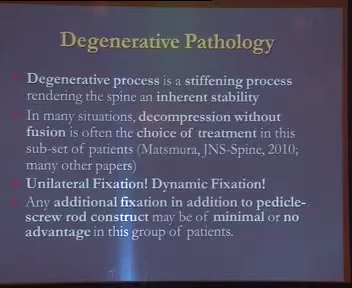 Degenerative Pathology
Degenerative process is a stiffening process
rendering the spine an inherent stability
In many situations, decompression without
fusion is often the choice of treatment in this
sub-set of patients (Matsmura, JNS-Spine, 2010;
many other papers)
Unilateral Fixation! Dynamic Fixation!
Any additional fixation in addition to pedicle-
screw rod construct may be of minimal or no
advantage in this group of patients.